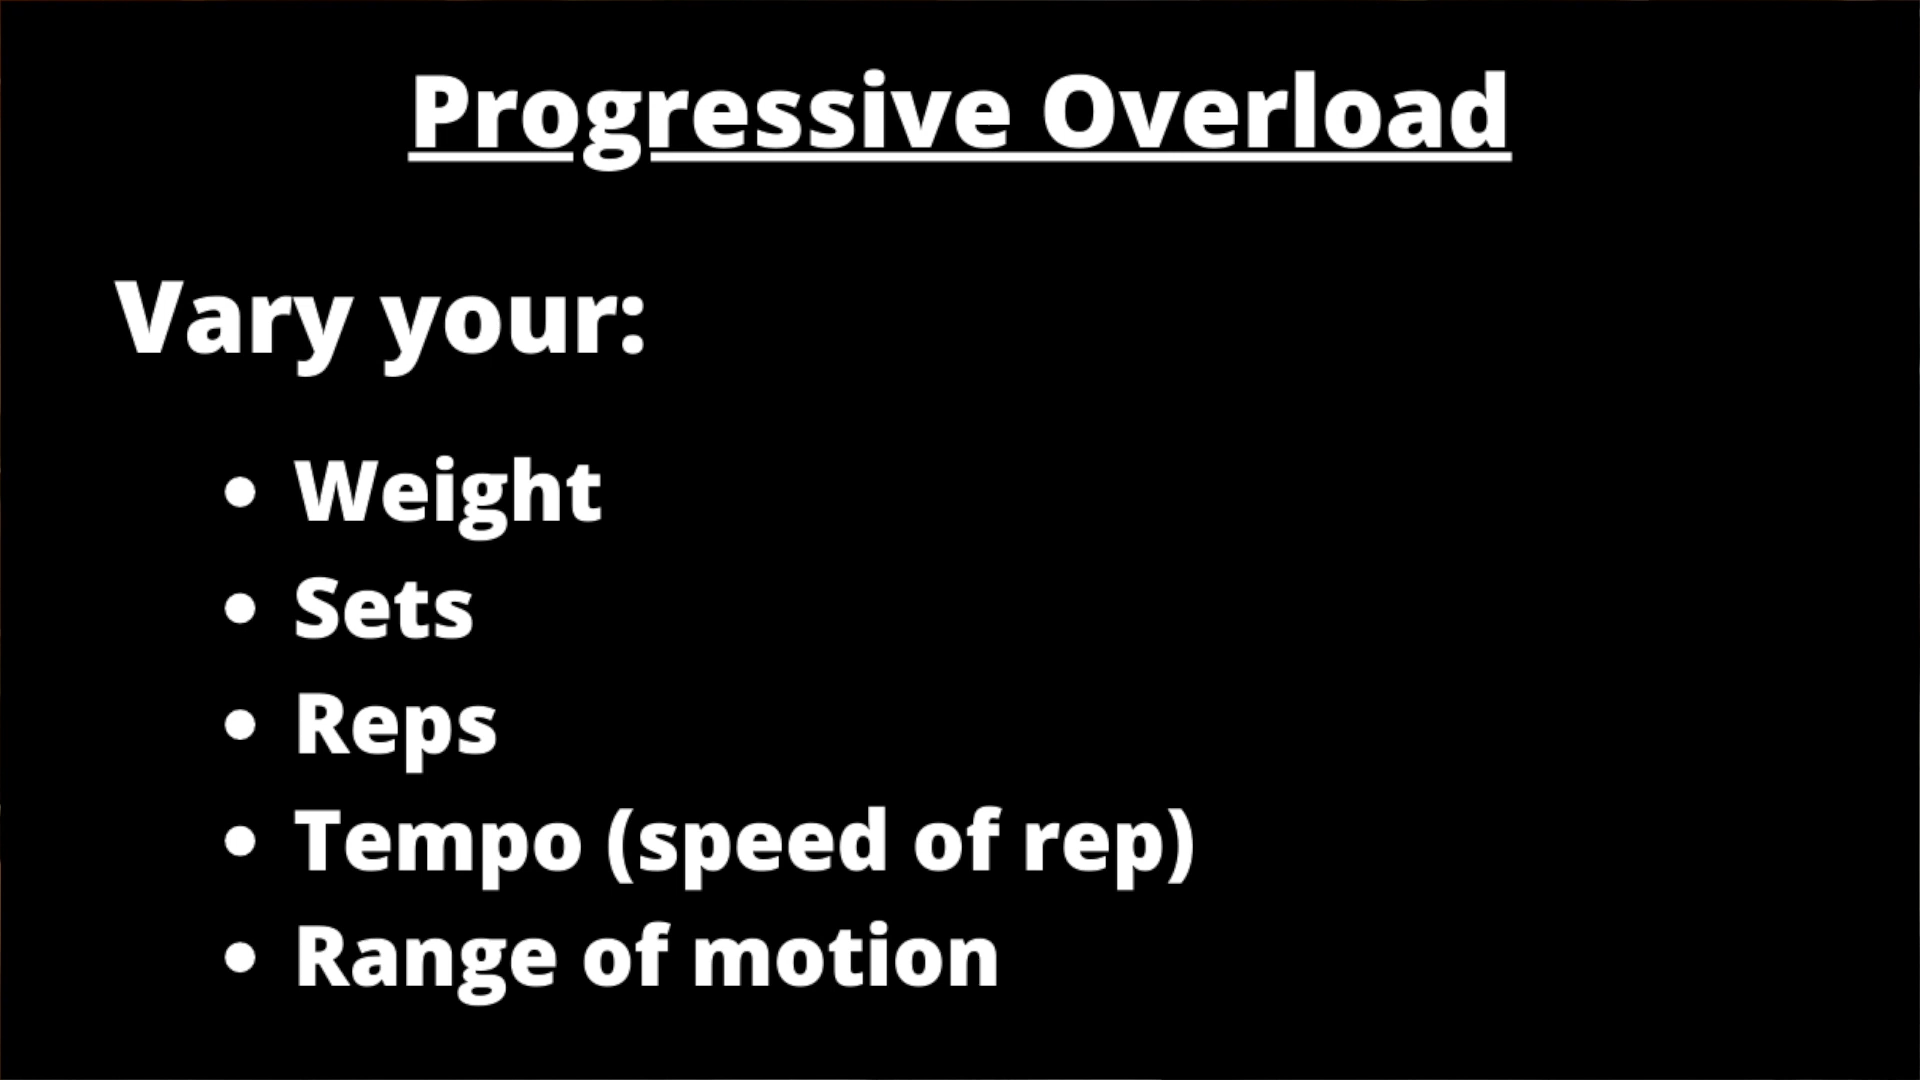 Progressive Overload
Vary your:
• Weight
• Sets
• Reps
• Tempo (speed of rep)
• Range of motion